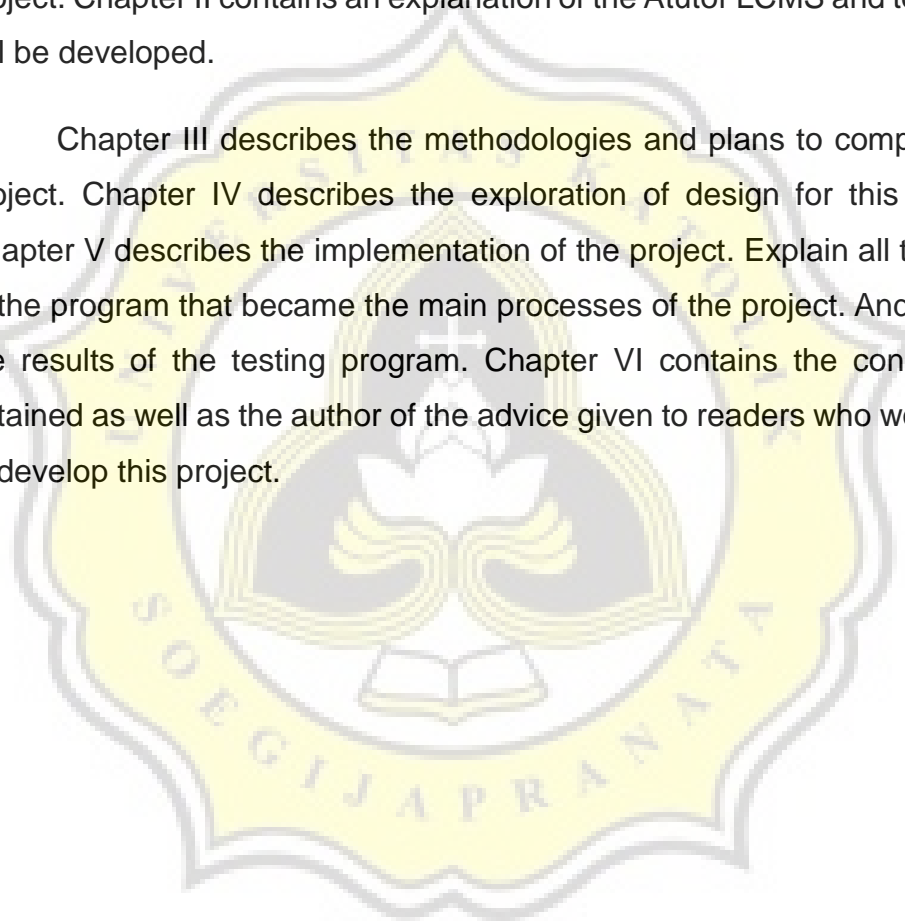 oject. Chapter II contains an explanation of the Atutor LCMS and to
l be developed.
Chapter III describes the methodologies and plans to comp
oject. Chapter IV describes the exploration of design for this
apter V describes the implementation of the project. Explain all t
the program that became the main processes of the project. And
e results of the testing program. Chapter VI contains the con
tained as well as the author of the advice given to readers who we
develop this project.
UNIVERSITAS KATOLIK
SOEGIJAPRANATA